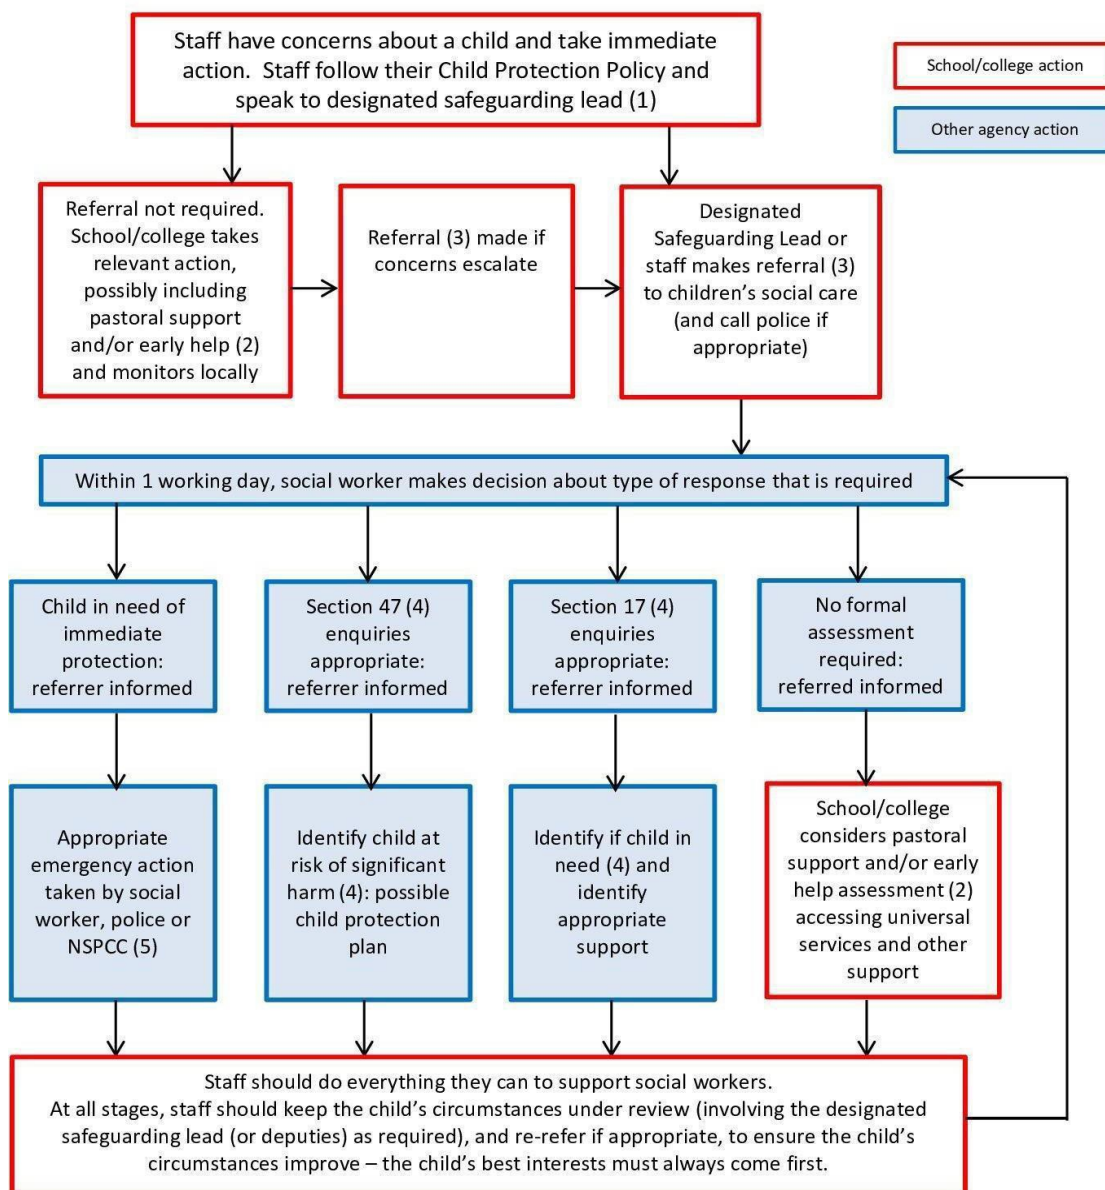 Staff have concerns about a child and take immediate
action.  Staff follow their Child Protection Policy and
speak to designated safeguarding lead (1)
School/college action
Other agency action
Referral not required.
School/college takes
relevant action,
possibly including
pastoral support
and/or early help (2)
and monitors locally
Referral (3) made if
concerns escalate
Designated
Safeguarding Lead or
staff makes referral (3)
to children’s social care
(and call police if
appropriate)
Within 1 working day, social worker makes decision about type of response that is required
Child in need of
immediate
protection:
referrer informed
Section 47 (4)
enquiries
appropriate:
referrer informed
Section 17 (4)
enquiries
appropriate:
referrer informed
No formal
assessment
required:
referred informed
Appropriate
emergency action
taken by social
worker, police or
NSPCC (5)
Identify child at
risk of significant
harm (4): possible
child protection
plan
Identify if child in
need (4) and
identify
appropriate
support
School/college
considers pastoral
support and/or early
help assessment (2)
accessing universal
services and other
support
Staff should do everything they can to support social workers.
At all stages, staff should keep the child’s circumstances under review (involving the designated
safeguarding lead (or deputies) as required), and re-refer if appropriate, to ensure the child’s
circumstances improve – the child’s best interests must always come first.